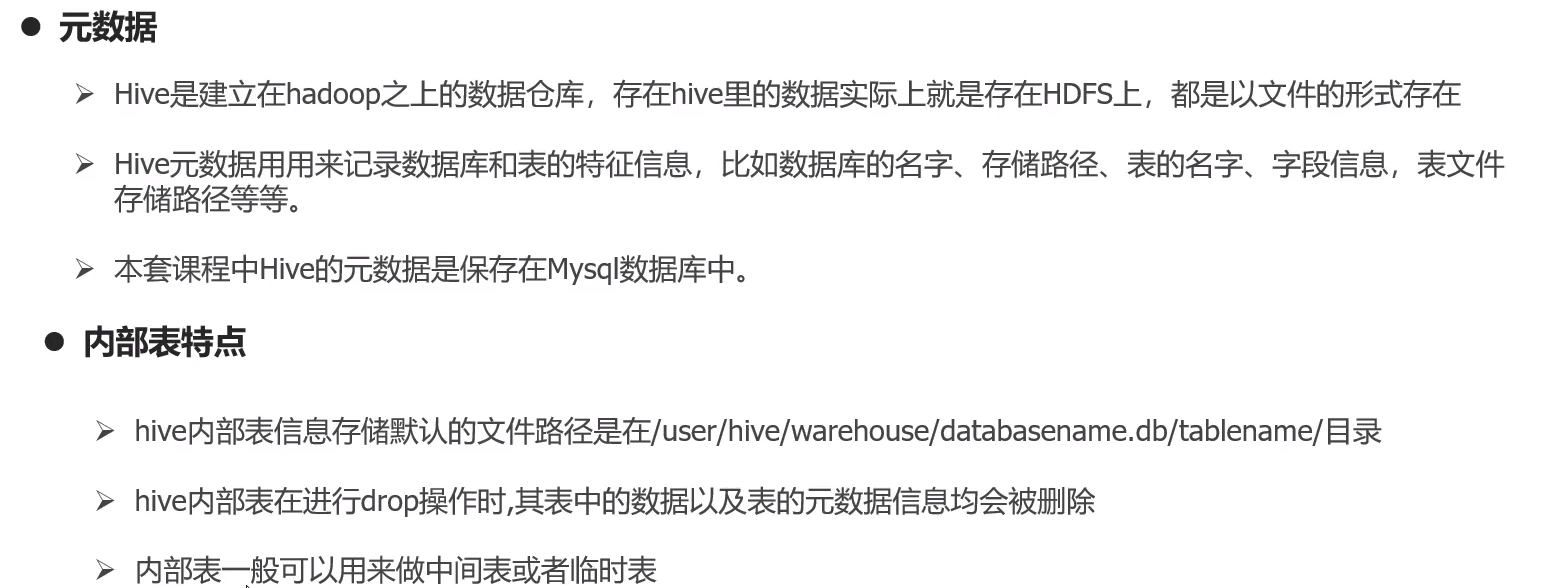 ● 元数据
➢ Hive是建立在hadoop之上的数据仓库，存在hive里的数据实际上就是存在HDFS上，都是以文件的形式存在
➢ Hive元数据用用来记录数据库和表的特征信息，比如数据库的名字、存储路径、表的名字、字段信息，表文件
存储路径等等。
➢ 本套课程中Hive的元数据是保存在Mysql数据库中。
● 内部表特点
➢ hive内部表信息存储默认的文件路径是在/user/hive/warehouse/databasename.db/tablename/目录
➢ hive内部表在进行drop操作时,其表中的数据以及表的元数据信息均会被删除
➢ 内部表一般可以用来做中间表或者临时表